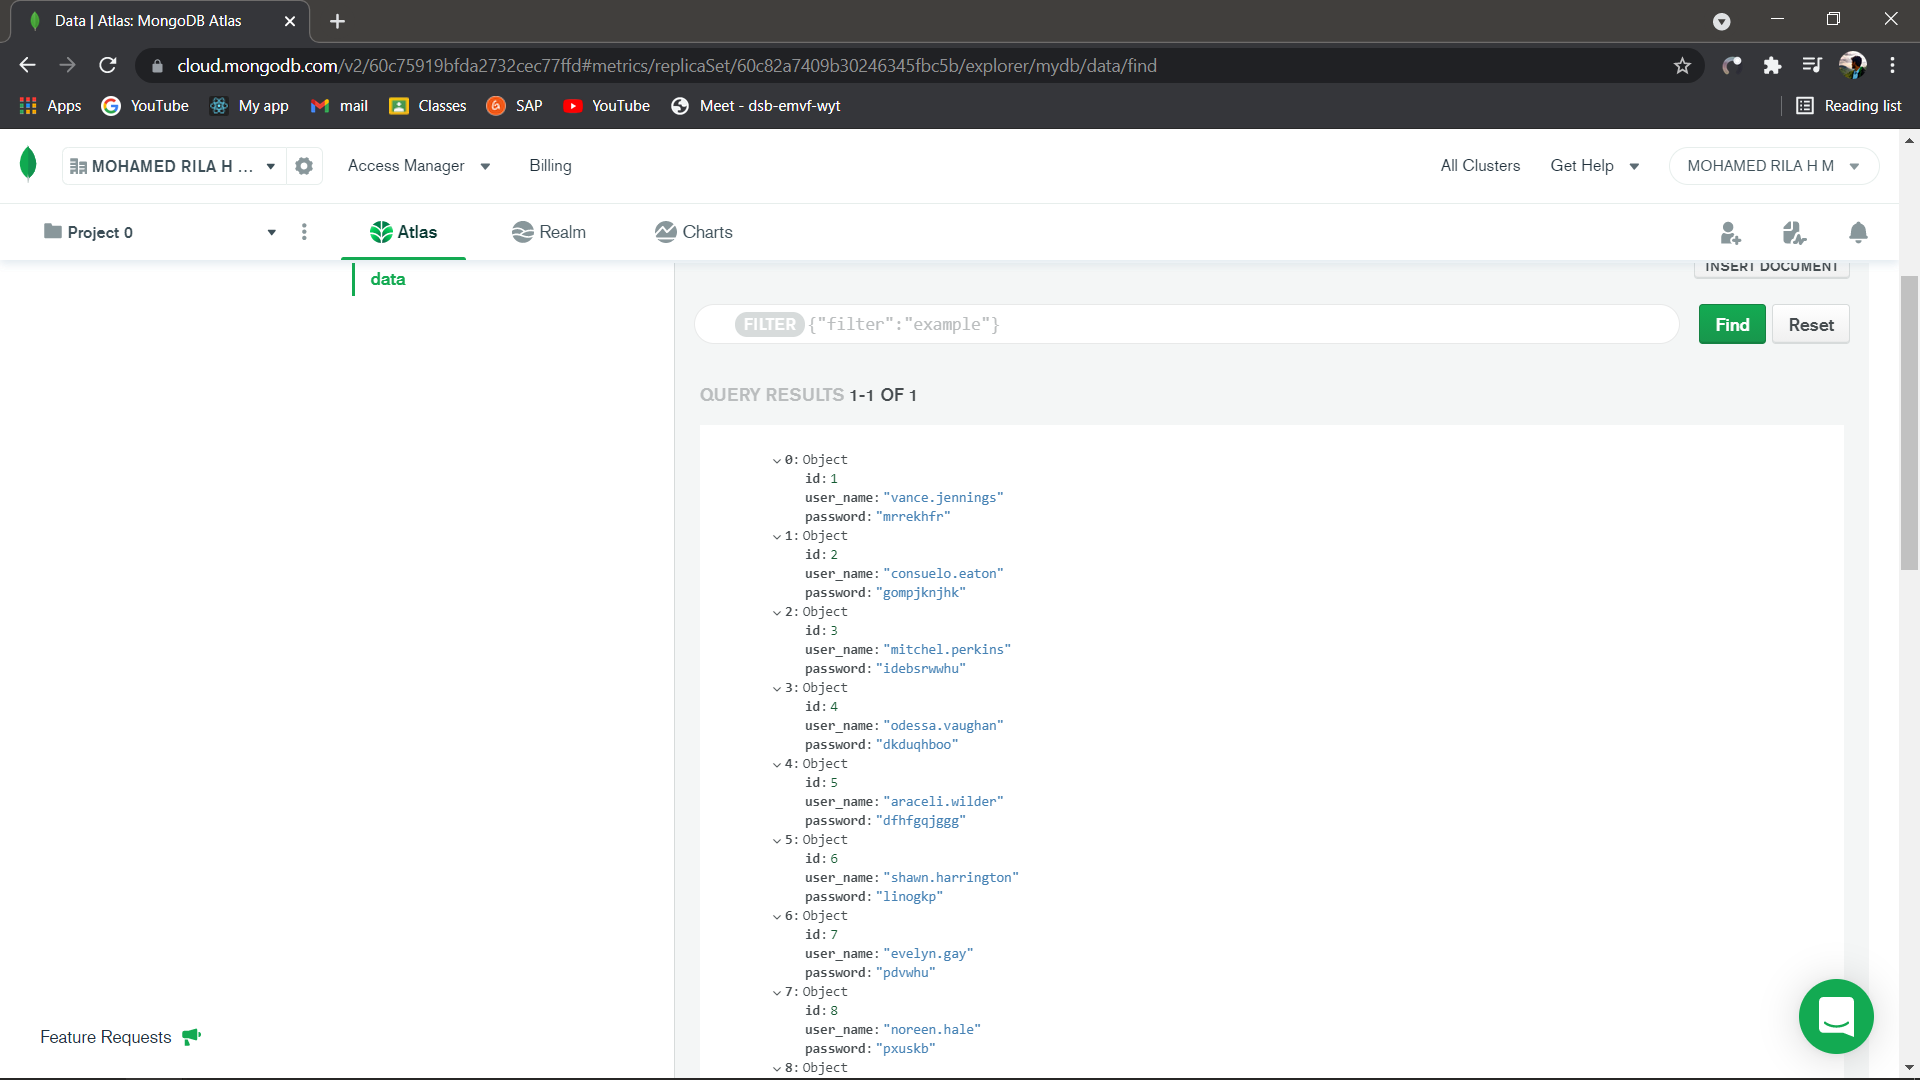 Data | Atlas: MongoDB Atlas
cloud.mongodb.com/v2/60c75919bfda2732cec77ffd#metrics/replicaSet/60c82a7409b30246345fbc5b/explorer/mydb/data/find
Apps YouTube My app mail Classes SAP YouTube Meet - dsb-emvf-wyt Reading list
MOHAMED RILA H ... Access Manager Billing All Clusters Get Help MOHAMED RILA H M
Project 0 Atlas Realm Charts
data
INSERT DOCUMENT
FILTER {"filter":"example"} Find Reset
QUERY RESULTS 1-1 OF 1
0: Object
id: 1
user_name: "vance.jennings"
password: "mrrekhfr"
1: Object
id: 2
user_name: "consuelo.eaton"
password: "gompjknjhk"
2: Object
id: 3
user_name: "mitchel.perkins"
password: "idebsrwwhu"
3: Object
id: 4
user_name: "odessa.vaughan"
password: "dkduqhboo"
4: Object
id: 5
user_name: "araceli.wilder"
password: "dfhfgqjggg"
5: Object
id: 6
user_name: "shawn.harrington"
password: "linogkp"
6: Object
id: 7
user_name: "evelyn.gay"
password: "pdvwhu"
7: Object
id: 8
user_name: "noreen.hale"
password: "pxuskb"
8: Object
Feature Requests